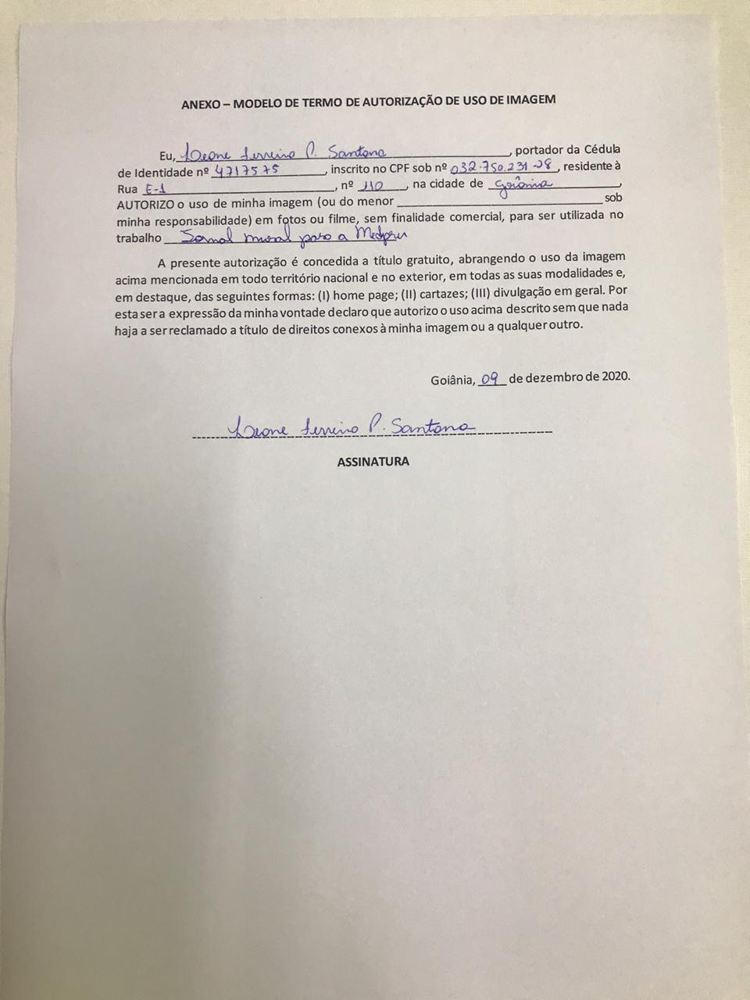 ANEXO – MODELO DE TERMO DE AUTORIZAÇÃO DE USO DE IMAGEM
Eu, Leone Ferreira P. Santana, portador da Cédula
de Identidade nº 4717575, inscrito no CPF sob nº 032.750.231-28, residente à
Rua E-1, nº 110, na cidade de Goiânia,
AUTORIZO o uso de minha imagem (ou do menor sob
minha responsabilidade) em fotos ou filme, sem finalidade comercial, para ser utilizada no
trabalho Jornal mural para a
A presente autorização é concedida a título gratuito, abrangendo o uso da imagem
acima mencionada em todo território nacional e no exterior, em todas as suas modalidades e,
em destaque, das seguintes formas: (I) home page; (II) cartazes; (III) divulgação em geral. Por
esta ser a expressão da minha vontade declaro que autorizo o uso acima descrito sem que nada
haja a ser reclamado a título de direitos conexos à minha imagem ou a qualquer outro.
Goiânia, 09 de dezembro de 2020.
Leone Ferreira P. Santana
ASSINATURA